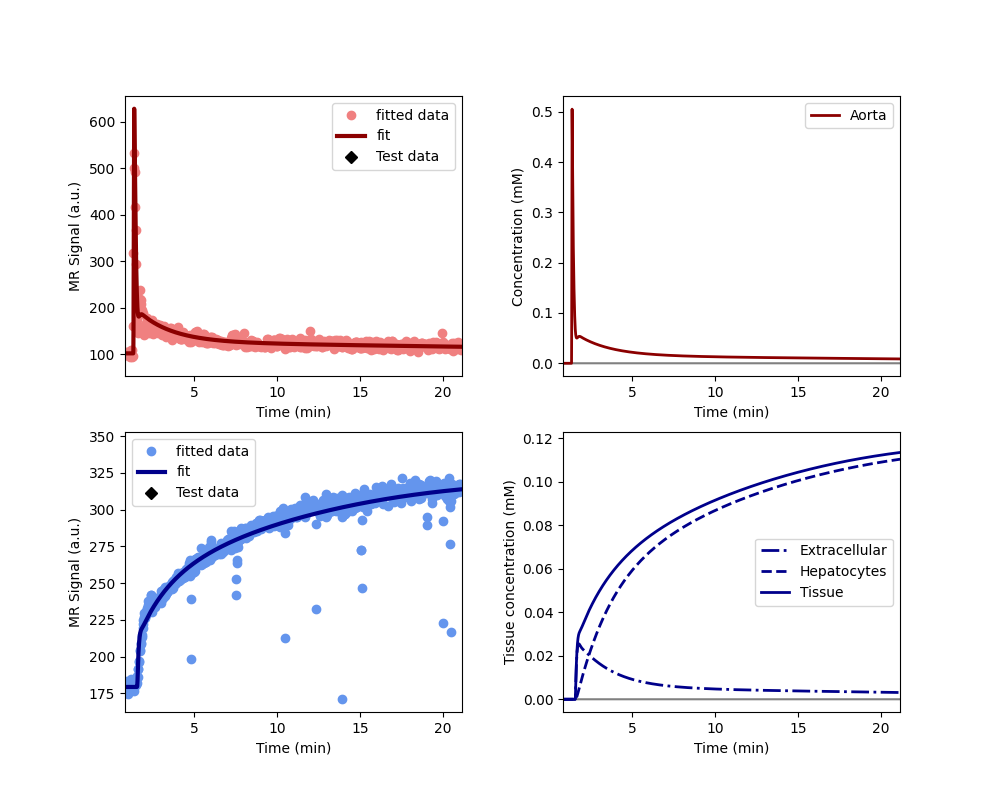 600
500
400
300
200
100
MR Signal (a.u.)
fitted data
fit
Test data
5
10
15
20
Time (min)
0.5
0.4
0.3
0.2
0.1
0.0
Concentration (mM)
Aorta
5
10
15
20
Time (min)
350
325
300
275
250
225
200
175
MR Signal (a.u.)
fitted data
fit
Test data
5
10
15
20
Time (min)
0.12
0.10
0.08
0.06
0.04
0.02
0.00
Tissue concentration (mM)
Extracellular
Hepatocytes
Tissue
5
10
15
20
Time (min)